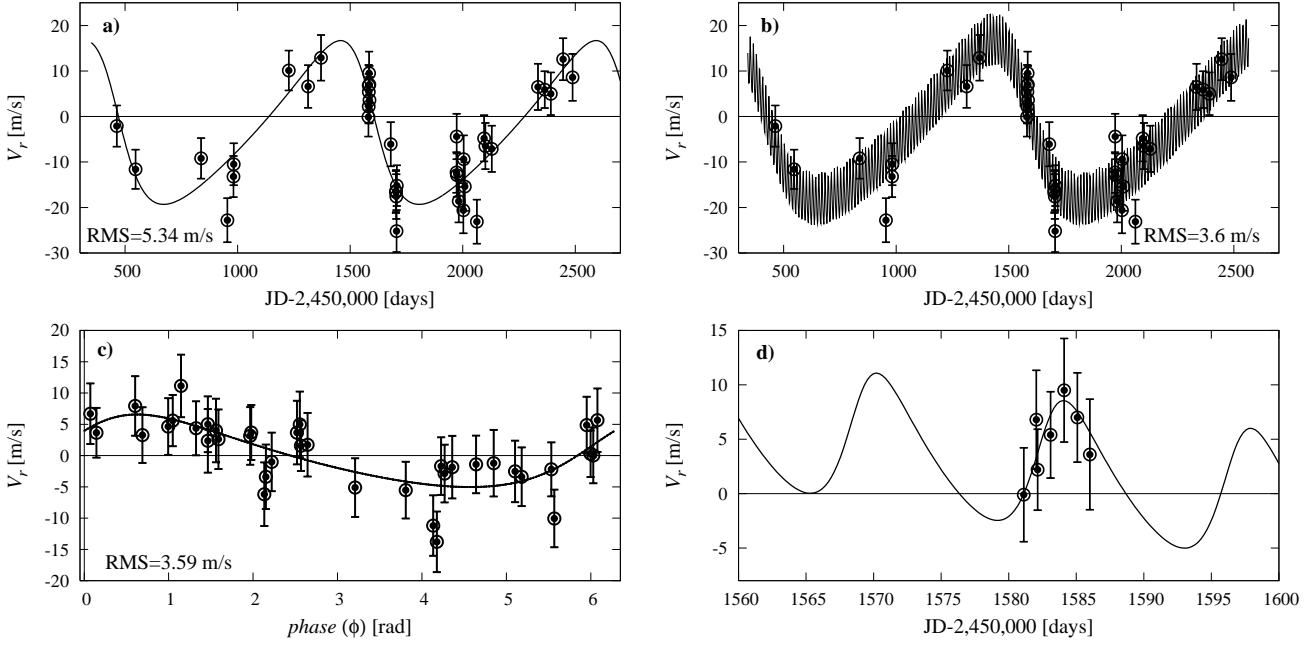 a)
V_r [m/s]
20
10
0
-10
-20
-30
RMS=5.34 m/s
500 1000 1500 2000 2500
JD-2,450,000 [days]
b)
V_r [m/s]
20
10
0
-10
-20
-30
RMS=3.6 m/s
500 1000 1500 2000 2500
JD-2,450,000 [days]
c)
V_r [m/s]
20
15
10
5
0
-5
-10
-15
-20
RMS=3.59 m/s
0 1 2 3 4 5 6
phase (ϕ) [rad]
d)
V_r [m/s]
15
10
5
0
-5
1560 1565 1570 1575 1580 1585 1590 1595 1600
JD-2,450,000 [days]